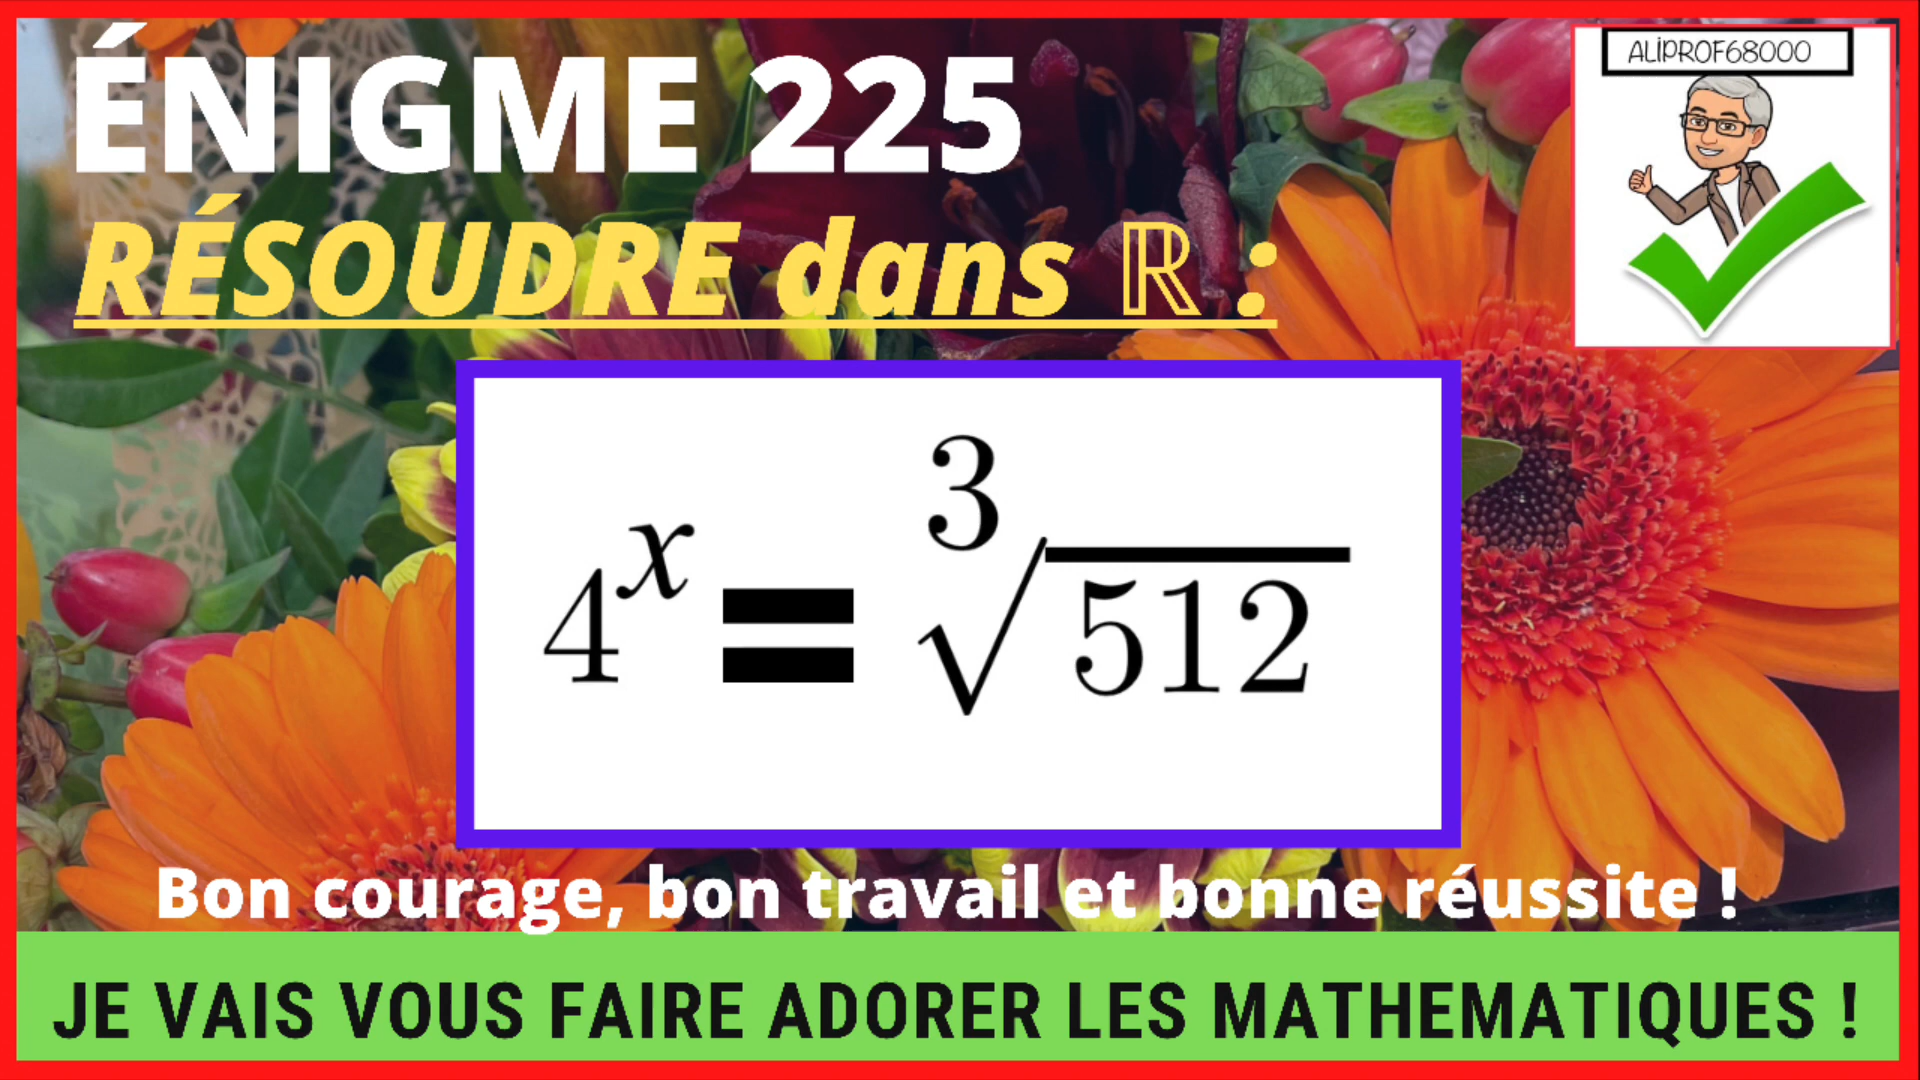 ÉNIGME 225
ALIPROF68000
RÉSOUDRE dans ℝ :
4^x = ∛512
Bon courage, bon travail et bonne réussite !
JE VAIS VOUS FAIRE ADORER LES MATHEMATIQUES !